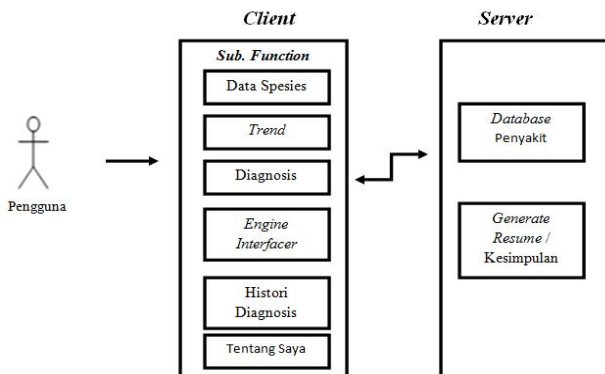 Client
Server
Sub. Function
Data Spesies
Trend
Diagnosis
Engine
Interfacer
Histori
Diagnosis
Tentang Saya
Pengguna
Database
Penyakit
Generate
Resume /
Kesimpulan